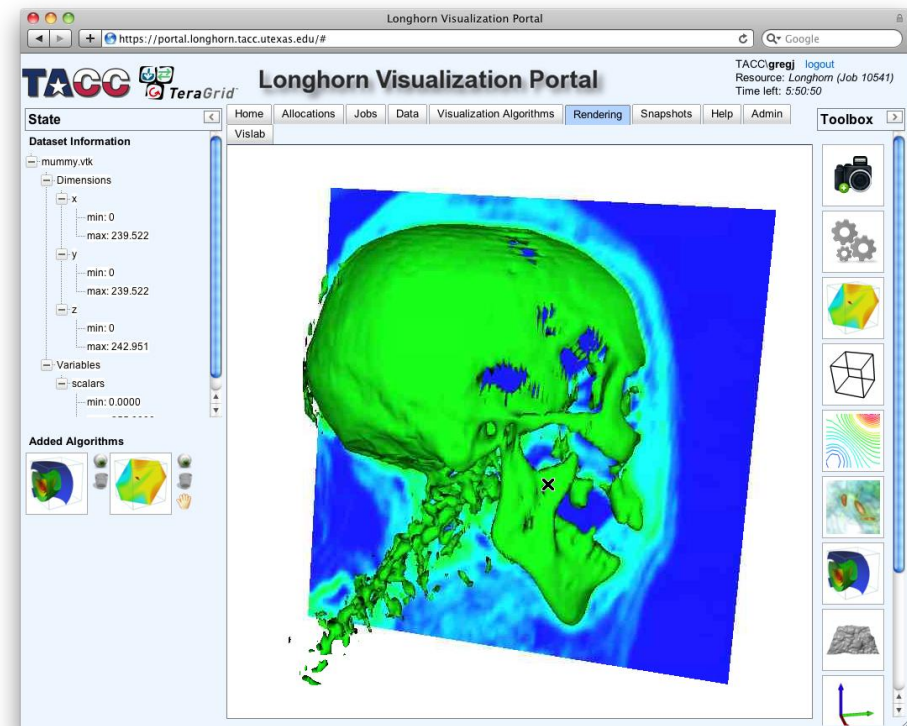 Longhorn Visualization Portal
https://portal.longhorn.tacc.utexas.edu/#
Google
TACC
TeraGrid
Longhorn Visualization Portal
TACC\gregj logout
Resource: Longhorn (Job 10541)
Time left: 5:50:50
State
Home Allocations Jobs Data Visualization Algorithms Rendering Snapshots Help Admin
Vislab
Toolbox
Dataset Information
mummy.vtk
Dimensions
x
min: 0
max: 239.522
y
min: 0
max: 239.522
z
min: 0
max: 242.951
Variables
scalars
min: 0.0000
Added Algorithms